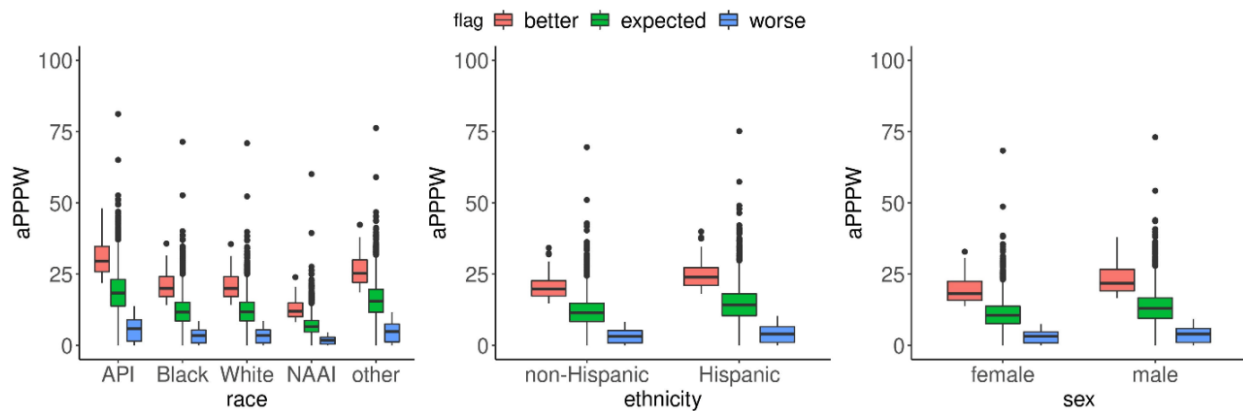 flag better expected worse
100
75
50
25
0
aPPPW
API Black White NAAI other
race
100
75
50
25
0
aPPPW
non-Hispanic Hispanic
ethnicity
100
75
50
25
0
aPPPW
female male
sex